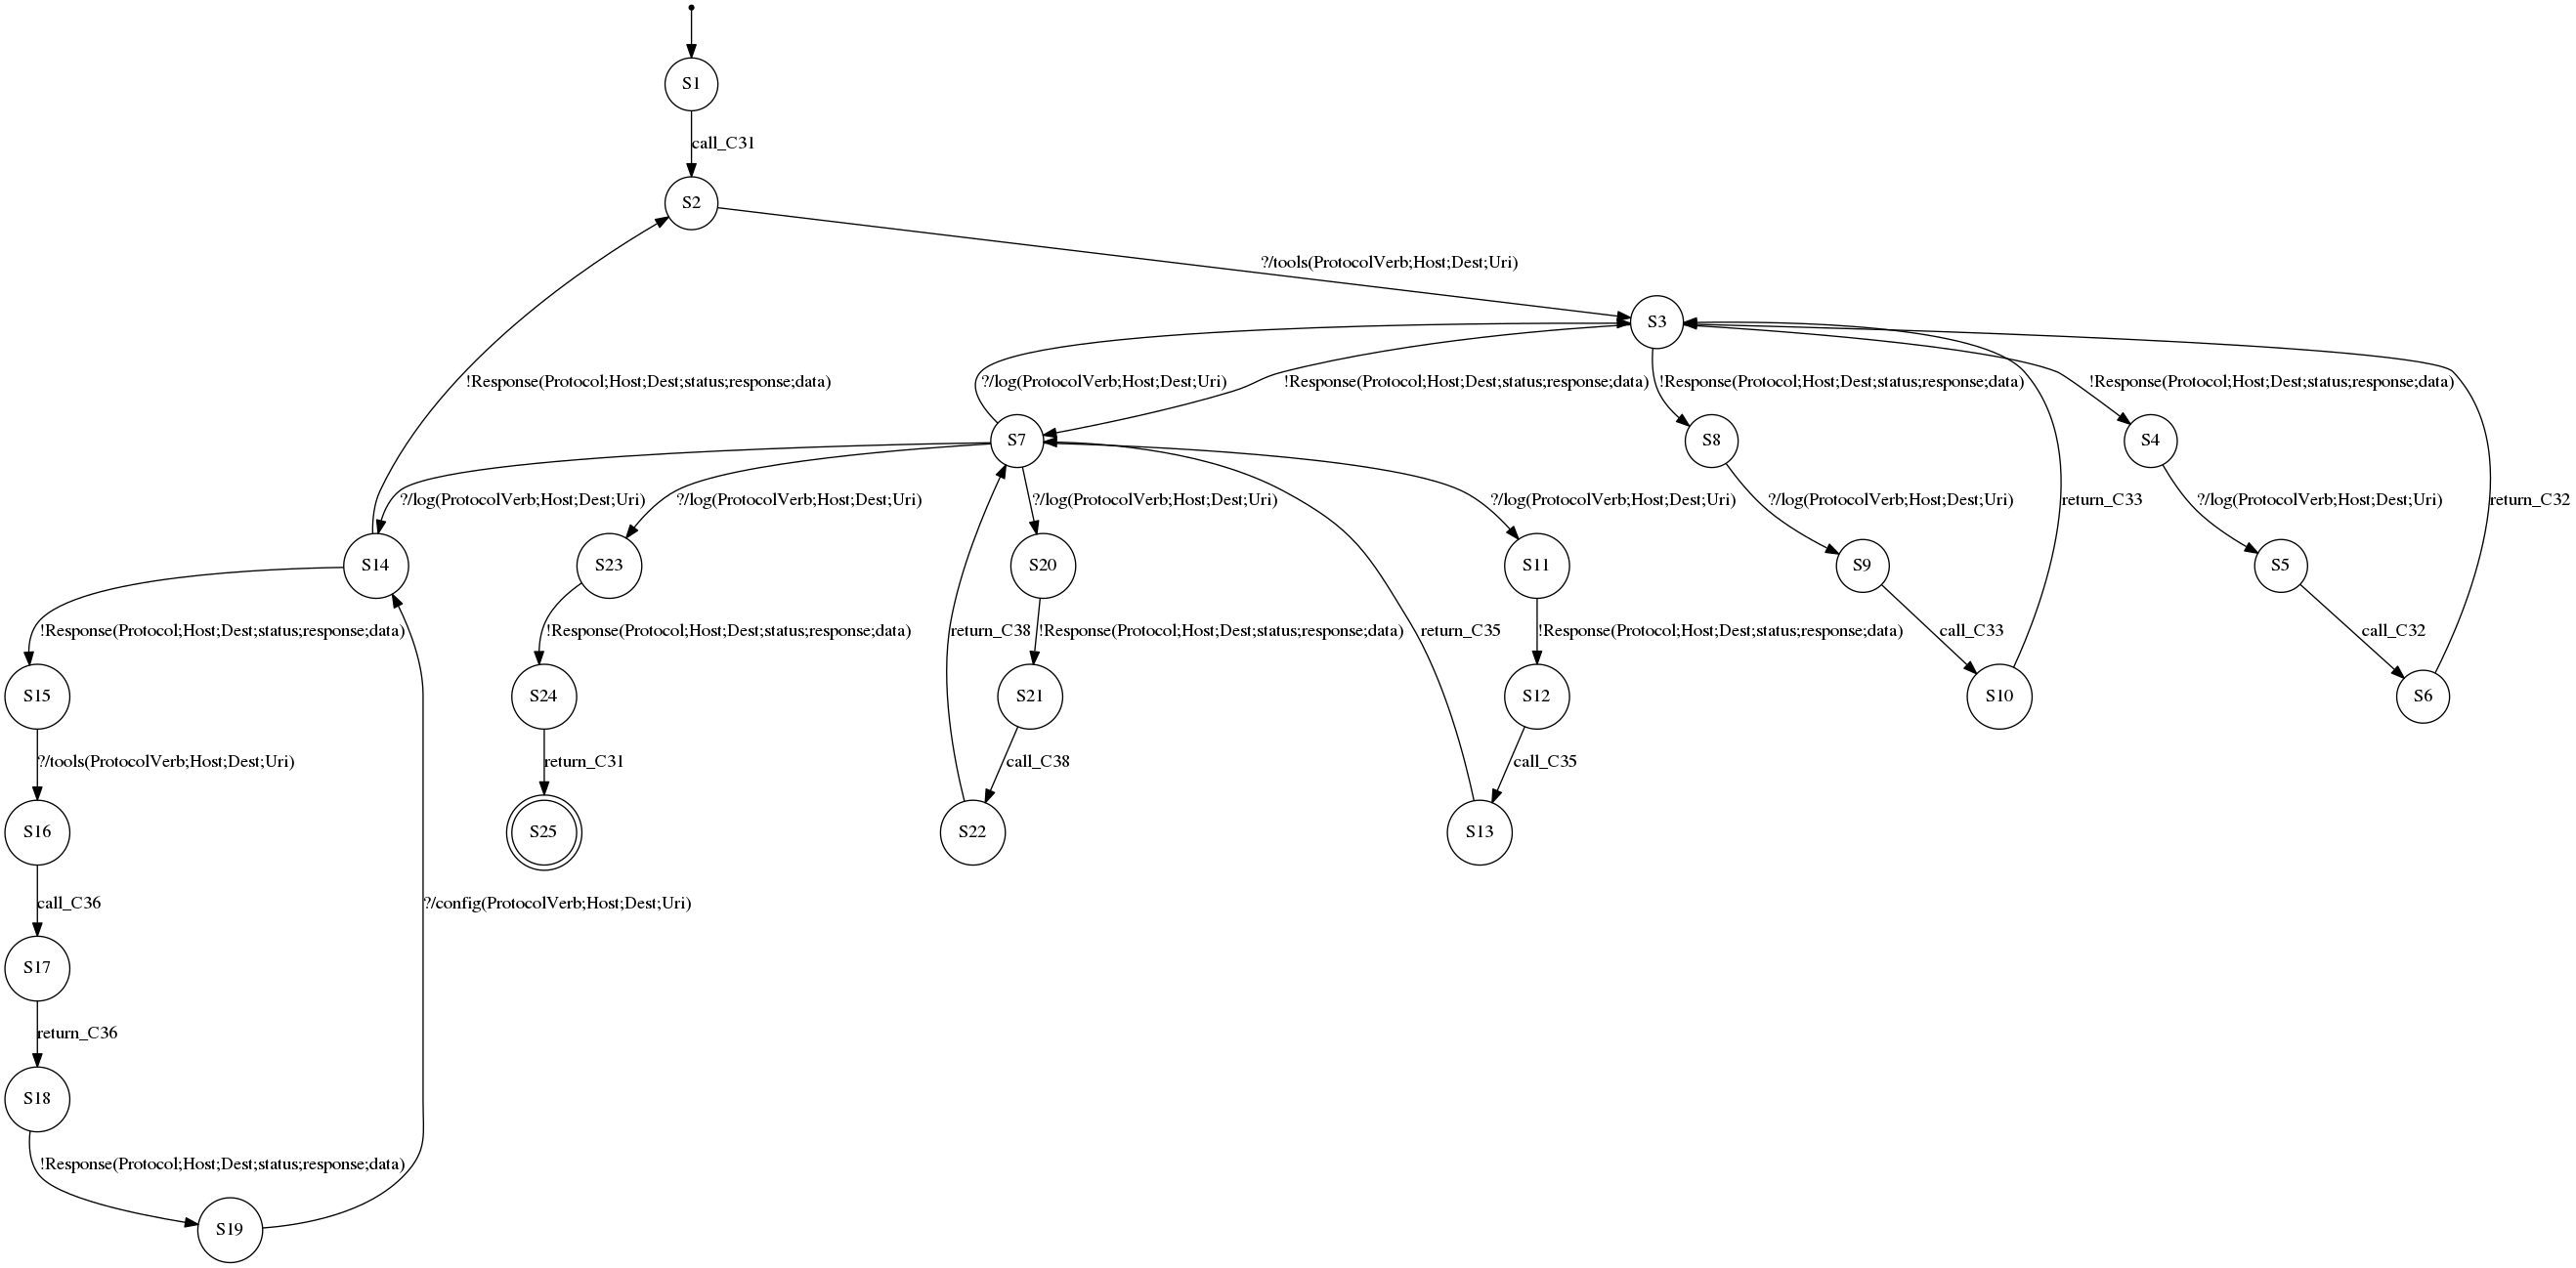 S1
call_C31
S2
?/tools(ProtocolVerb;Host;Dest;Uri)
S3
!Response(Protocol;Host;Dest;status;response;data)
?/log(ProtocolVerb;Host;Dest;Uri)
!Response(Protocol;Host;Dest;status;response;data)
!Response(Protocol;Host;Dest;status;response;data)
!Response(Protocol;Host;Dest;status;response;data)
S7
S8
S4
?/log(ProtocolVerb;Host;Dest;Uri)
?/log(ProtocolVerb;Host;Dest;Uri)
?/log(ProtocolVerb;Host;Dest;Uri)
?/log(ProtocolVerb;Host;Dest;Uri)
?/log(ProtocolVerb;Host;Dest;Uri)
return_C33
?/log(ProtocolVerb;Host;Dest;Uri)
return_C32
S14
S23
S20
S11
S9
S5
!Response(Protocol;Host;Dest;status;response;data)
!Response(Protocol;Host;Dest;status;response;data)
return_C38
!Response(Protocol;Host;Dest;status;response;data)
return_C35
!Response(Protocol;Host;Dest;status;response;data)
call_C33
call_C32
S15
S24
S21
S12
S10
S6
?/tools(ProtocolVerb;Host;Dest;Uri)
return_C31
call_C38
call_C35
S16
S25
S22
S13
call_C36
?/config(ProtocolVerb;Host;Dest;Uri)
S17
return_C36
S18
!Response(Protocol;Host;Dest;status;response;data)
S19